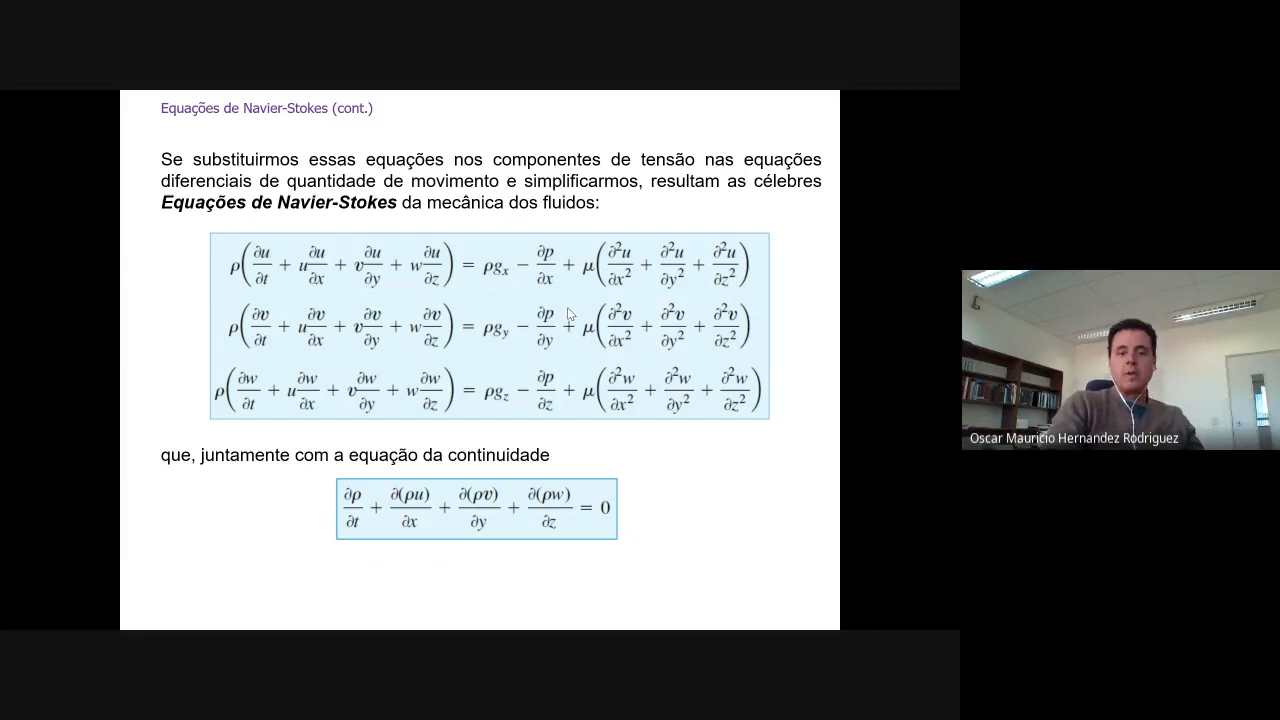 Equações de Navier-Stokes (cont.)
Se substituirmos essas equações nos componentes de tensão nas equações
diferenciais de quantidade de movimento e simplificarmos, resultam as célebres
Equações de Navier-Stokes da mecânica dos fluidos:
ρ(∂u/∂t + u∂u/∂x + v∂u/∂y + w∂u/∂z) = ρgₓ − ∂p/∂x + μ(∂²u/∂x² + ∂²u/∂y² + ∂²u/∂z²)
ρ(∂v/∂t + u∂v/∂x + v∂v/∂y + w∂v/∂z) = ρg_y − ∂p/∂y + μ(∂²v/∂x² + ∂²v/∂y² + ∂²v/∂z²)
ρ(∂w/∂t + u∂w/∂x + v∂w/∂y + w∂w/∂z) = ρg_z − ∂p/∂z + μ(∂²w/∂x² + ∂²w/∂y² + ∂²w/∂z²)
que, juntamente com a equação da continuidade
∂ρ/∂t + ∂(ρu)/∂x + ∂(ρv)/∂y + ∂(ρw)/∂z = 0
Oscar Mauricio Hernandez Rodriguez